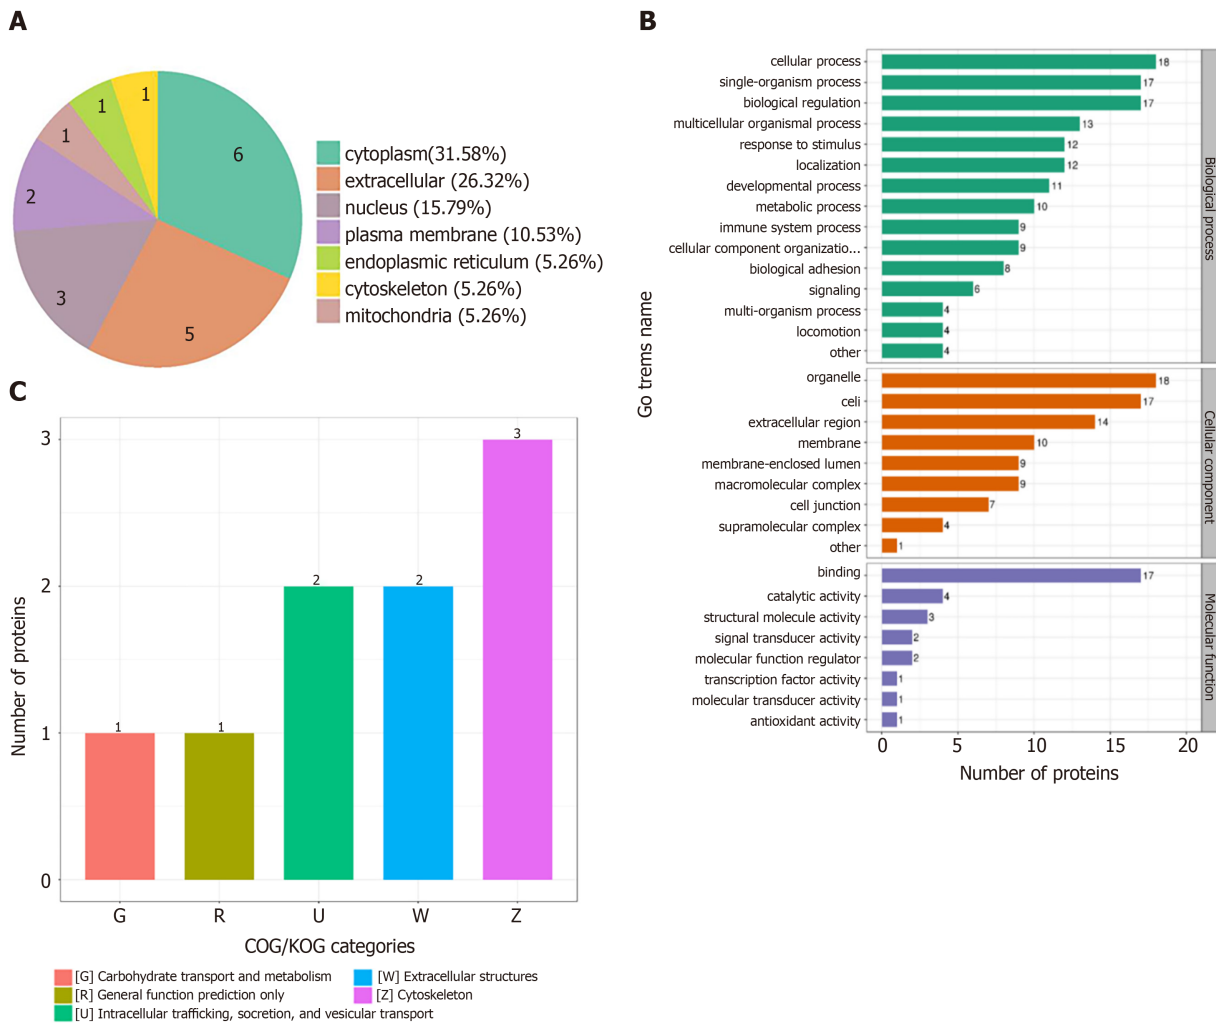 A
6
5
3
2
1
1
1
cytoplasm(31.58%)
extracellular (26.32%)
nucleus (15.79%)
plasma membrane (10.53%)
endoplasmic reticulum (5.26%)
cytoskeleton (5.26%)
mitochondria (5.26%)
B
Go trems name
cellular process 18
single-organism process 17
biological regulation 17
multicellular organismal process 13
response to stimulus 12
localization 12
developmental process 11
metabolic process 10
immune system process 9
cellular component organizatio... 9
biological adhesion 8
signaling 6
multi-organism process 4
locomotion 4
other 4
Biological process
organelle 18
celi 17
extracellular region 14
membrane 10
membrane-enclosed lumen 9
macromolecular complex 9
cell junction 7
supramolecular complex 4
other 1
Cellular component
binding 17
catalytic activity 4
structural molecule activity 3
signal transducer activity 2
molecular function regulator 2
transcription factor activity 1
molecular transducer activity 1
antioxidant activity 1
Molecular function
0 5 10 15 20
Number of proteins
C
Number of proteins
3
2
1
0
1 1 2 2 3
G R U W Z
COG/KOG categories
[G] Carbohydrate transport and metabolism
[R] General function prediction only
[U] Intracellular trafficking, socretion, and vesicular transport
[W] Extracellular structures
[Z] Cytoskeleton